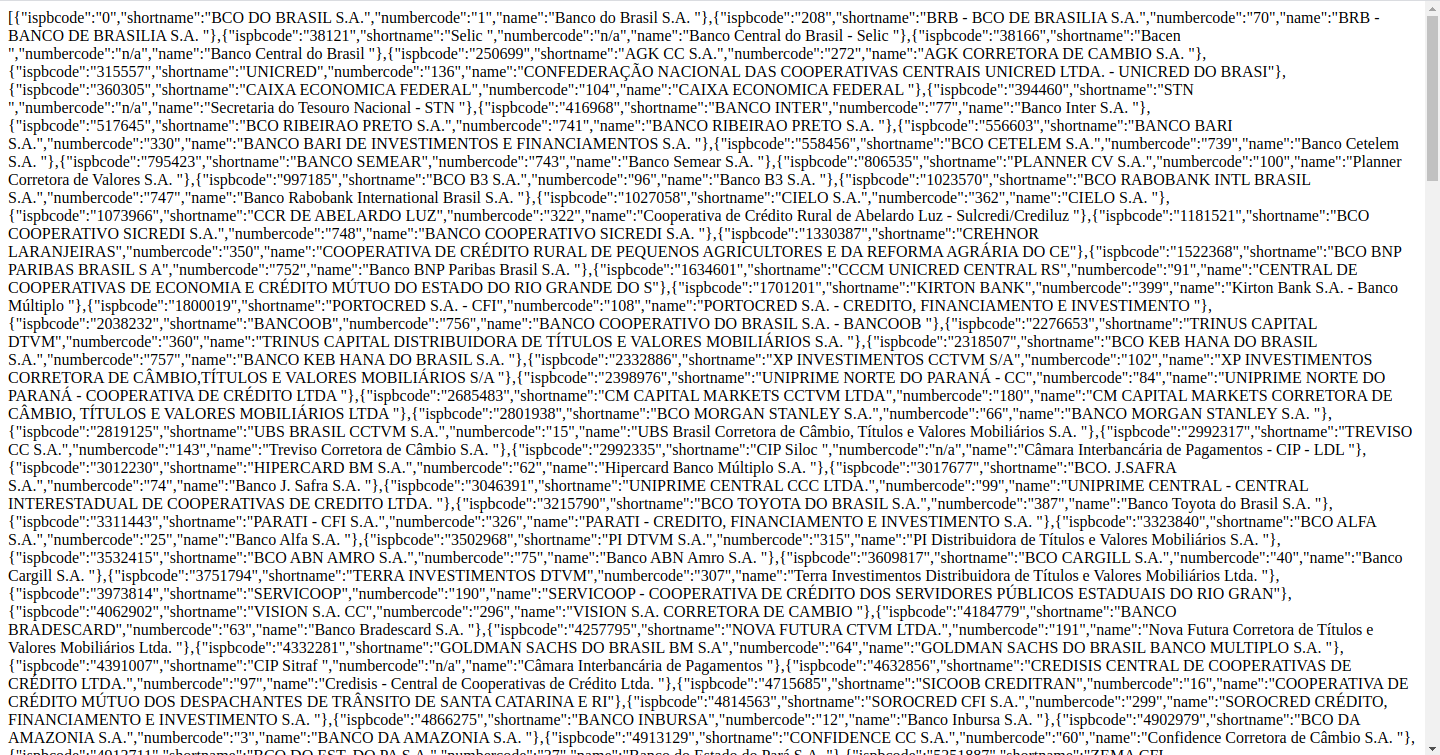 [{"ispbcode":"0","shortname":"BCO DO BRASIL S.A.","numbercode":"1","name":"Banco do Brasil S.A. "},{"ispbcode":"208","shortname":"BRB - BCO DE BRASILIA S.A.","numbercode":"70","name":"BRB -
BANCO DE BRASILIA S.A. "},{"ispbcode":"38121","shortname":"Selic ","numbercode":"n/a","name":"Banco Central do Brasil - Selic "},{"ispbcode":"38166","shortname":"Bacen
","numbercode":"n/a","name":"Banco Central do Brasil "},{"ispbcode":"250699","shortname":"AGK CC S.A.","numbercode":"272","name":"AGK CORRETORA DE CAMBIO S.A. "},
{"ispbcode":"315557","shortname":"UNICRED","numbercode":"136","name":"CONFEDERAÇÃO NACIONAL DAS COOPERATIVAS CENTRAIS UNICRED LTDA. - UNICRED DO BRASI"},
{"ispbcode":"360305","shortname":"CAIXA ECONOMICA FEDERAL","numbercode":"104","name":"CAIXA ECONOMICA FEDERAL "},{"ispbcode":"394460","shortname":"STN
","numbercode":"n/a","name":"Secretaria do Tesouro Nacional - STN "},{"ispbcode":"416968","shortname":"BANCO INTER","numbercode":"77","name":"Banco Inter S.A. "},
{"ispbcode":"517645","shortname":"BCO RIBEIRAO PRETO S.A.","numbercode":"741","name":"BANCO RIBEIRAO PRETO S.A. "},{"ispbcode":"556603","shortname":"BANCO BARI
S.A.","numbercode":"330","name":"BANCO BARI DE INVESTIMENTOS E FINANCIAMENTOS S.A. "},{"ispbcode":"558456","shortname":"BCO CETELEM S.A.","numbercode":"739","name":"Banco Cetelem
S.A. "},{"ispbcode":"795423","shortname":"BANCO SEMEAR","numbercode":"743","name":"Banco Semear S.A. "},{"ispbcode":"806535","shortname":"PLANNER CV S.A.","numbercode":"100","name":"Planner
Corretora de Valores S.A. "},{"ispbcode":"997185","shortname":"BCO B3 S.A.","numbercode":"96","name":"Banco B3 S.A. "},{"ispbcode":"1023570","shortname":"BCO RABOBANK INTL BRASIL
S.A.","numbercode":"747","name":"Banco Rabobank International Brasil S.A. "},{"ispbcode":"1027058","shortname":"CIELO S.A.","numbercode":"362","name":"CIELO S.A. "},
{"ispbcode":"1073966","shortname":"CCR DE ABELARDO LUZ","numbercode":"322","name":"Cooperativa de Crédito Rural de Abelardo Luz - Sulcredi/Crediluz "},{"ispbcode":"1181521","shortname":"BCO
COOPERATIVO SICREDI S.A.","numbercode":"748","name":"BANCO COOPERATIVO SICREDI S.A. "},{"ispbcode":"1330387","shortname":"CREHNOR
LARANJEIRAS","numbercode":"350","name":"COOPERATIVA DE CRÉDITO RURAL DE PEQUENOS AGRICULTORES E DA REFORMA AGRÁRIA DO CE"},{"ispbcode":"1522368","shortname":"BCO BNP
PARIBAS BRASIL S A","numbercode":"752","name":"Banco BNP Paribas Brasil S.A. "},{"ispbcode":"1634601","shortname":"CCCM UNICRED CENTRAL RS","numbercode":"91","name":"CENTRAL DE
COOPERATIVAS DE ECONOMIA E CRÉDITO MÚTUO DO ESTADO DO RIO GRANDE DO S"},{"ispbcode":"1701201","shortname":"KIRTON BANK","numbercode":"399","name":"Kirton Bank S.A. - Banco
Múltiplo "},{"ispbcode":"1800019","shortname":"PORTOCRED S.A. - CFI","numbercode":"108","name":"PORTOCRED S.A. - CREDITO, FINANCIAMENTO E INVESTIMENTO "},
{"ispbcode":"2038232","shortname":"BANCOOB","numbercode":"756","name":"BANCO COOPERATIVO DO BRASIL S.A. - BANCOOB "},{"ispbcode":"2276653","shortname":"TRINUS CAPITAL
DTVM","numbercode":"360","name":"TRINUS CAPITAL DISTRIBUIDORA DE TÍTULOS E VALORES MOBILIÁRIOS S.A. "},{"ispbcode":"2318507","shortname":"BCO KEB HANA DO BRASIL
S.A.","numbercode":"757","name":"BANCO KEB HANA DO BRASIL S.A. "},{"ispbcode":"2332886","shortname":"XP INVESTIMENTOS CCTVM S/A","numbercode":"102","name":"XP INVESTIMENTOS
CORRETORA DE CÂMBIO,TÍTULOS E VALORES MOBILIÁRIOS S/A "},{"ispbcode":"2398976","shortname":"UNIPRIME NORTE DO PARANÁ - CC","numbercode":"84","name":"UNIPRIME NORTE DO
PARANÁ - COOPERATIVA DE CRÉDITO LTDA "},{"ispbcode":"2685483","shortname":"CM CAPITAL MARKETS CCTVM LTDA","numbercode":"180","name":"CM CAPITAL MARKETS CORRETORA DE
CÂMBIO, TÍTULOS E VALORES MOBILIÁRIOS LTDA "},{"ispbcode":"2801938","shortname":"BCO MORGAN STANLEY S.A.","numbercode":"66","name":"BANCO MORGAN STANLEY S.A. "},
{"ispbcode":"2819125","shortname":"UBS BRASIL CCTVM S.A.","numbercode":"15","name":"UBS Brasil Corretora de Câmbio, Títulos e Valores Mobiliários S.A. "},{"ispbcode":"2992317","shortname":"TREVISO
CC S.A.","numbercode":"143","name":"Treviso Corretora de Câmbio S.A. "},{"ispbcode":"2992335","shortname":"CIP Siloc ","numbercode":"n/a","name":"Câmara Interbancária de Pagamentos - CIP - LDL "},
{"ispbcode":"3012230","shortname":"HIPERCARD BM S.A.","numbercode":"62","name":"Hipercard Banco Múltiplo S.A. "},{"ispbcode":"3017677","shortname":"BCO. J.SAFRA
S.A.","numbercode":"74","name":"Banco J. Safra S.A. "},{"ispbcode":"3046391","shortname":"UNIPRIME CENTRAL CCC LTDA.","numbercode":"99","name":"UNIPRIME CENTRAL - CENTRAL
INTERESTADUAL DE COOPERATIVAS DE CREDITO LTDA. "},{"ispbcode":"3215790","shortname":"BCO TOYOTA DO BRASIL S.A.","numbercode":"387","name":"Banco Toyota do Brasil S.A. "},
{"ispbcode":"3311443","shortname":"PARATI - CFI S.A.","numbercode":"326","name":"PARATI - CREDITO, FINANCIAMENTO E INVESTIMENTO S.A. "},{"ispbcode":"3323840","shortname":"BCO ALFA
S.A.","numbercode":"25","name":"Banco Alfa S.A. "},{"ispbcode":"3502968","shortname":"PI DTVM S.A.","numbercode":"315","name":"PI Distribuidora de Títulos e Valores Mobiliários S.A. "},
{"ispbcode":"3532415","shortname":"BCO ABN AMRO S.A.","numbercode":"75","name":"Banco ABN Amro S.A. "},{"ispbcode":"3609817","shortname":"BCO CARGILL S.A.","numbercode":"40","name":"Banco
Cargill S.A. "},{"ispbcode":"3751794","shortname":"TERRA INVESTIMENTOS DTVM","numbercode":"307","name":"Terra Investimentos Distribuidora de Títulos e Valores Mobiliários Ltda. "},
{"ispbcode":"3973814","shortname":"SERVICOOP","numbercode":"190","name":"SERVICOOP - COOPERATIVA DE CRÉDITO DOS SERVIDORES PÚBLICOS ESTADUAIS DO RIO GRAN"},
{"ispbcode":"4062902","shortname":"VISION S.A. CC","numbercode":"296","name":"VISION S.A. CORRETORA DE CAMBIO "},{"ispbcode":"4184779","shortname":"BANCO
BRADESCARD","numbercode":"63","name":"Banco Bradescard S.A. "},{"ispbcode":"4257795","shortname":"NOVA FUTURA CTVM LTDA.","numbercode":"191","name":"Nova Futura Corretora de Títulos e
Valores Mobiliários Ltda. "},{"ispbcode":"4332281","shortname":"GOLDMAN SACHS DO BRASIL BM S.A","numbercode":"64","name":"GOLDMAN SACHS DO BRASIL BANCO MULTIPLO S.A. "},
{"ispbcode":"4391007","shortname":"CIP Sitraf ","numbercode":"n/a","name":"Câmara Interbancária de Pagamentos "},{"ispbcode":"4632856","shortname":"CREDISIS CENTRAL DE COOPERATIVAS DE
CRÉDITO LTDA.","numbercode":"97","name":"Credisis - Central de Cooperativas de Crédito Ltda. "},{"ispbcode":"4715685","shortname":"SICOOB CREDITRAN","numbercode":"16","name":"COOPERATIVA DE
CRÉDITO MÚTUO DOS DESPACHANTES DE TRÂNSITO DE SANTA CATARINA E RI"},{"ispbcode":"4814563","shortname":"SOROCRED CFI S.A.","numbercode":"299","name":"SOROCRED CRÉDITO,
FINANCIAMENTO E INVESTIMENTO S.A. "},{"ispbcode":"4866275","shortname":"BANCO INBURSA","numbercode":"12","name":"Banco Inbursa S.A. "},{"ispbcode":"4902979","shortname":"BCO DA
AMAZONIA S.A.","numbercode":"3","name":"BANCO DA AMAZONIA S.A. "},{"ispbcode":"4913129","shortname":"CONFIDENCE CC S.A.","numbercode":"60","name":"Confidence Corretora de Câmbio S.A. "},